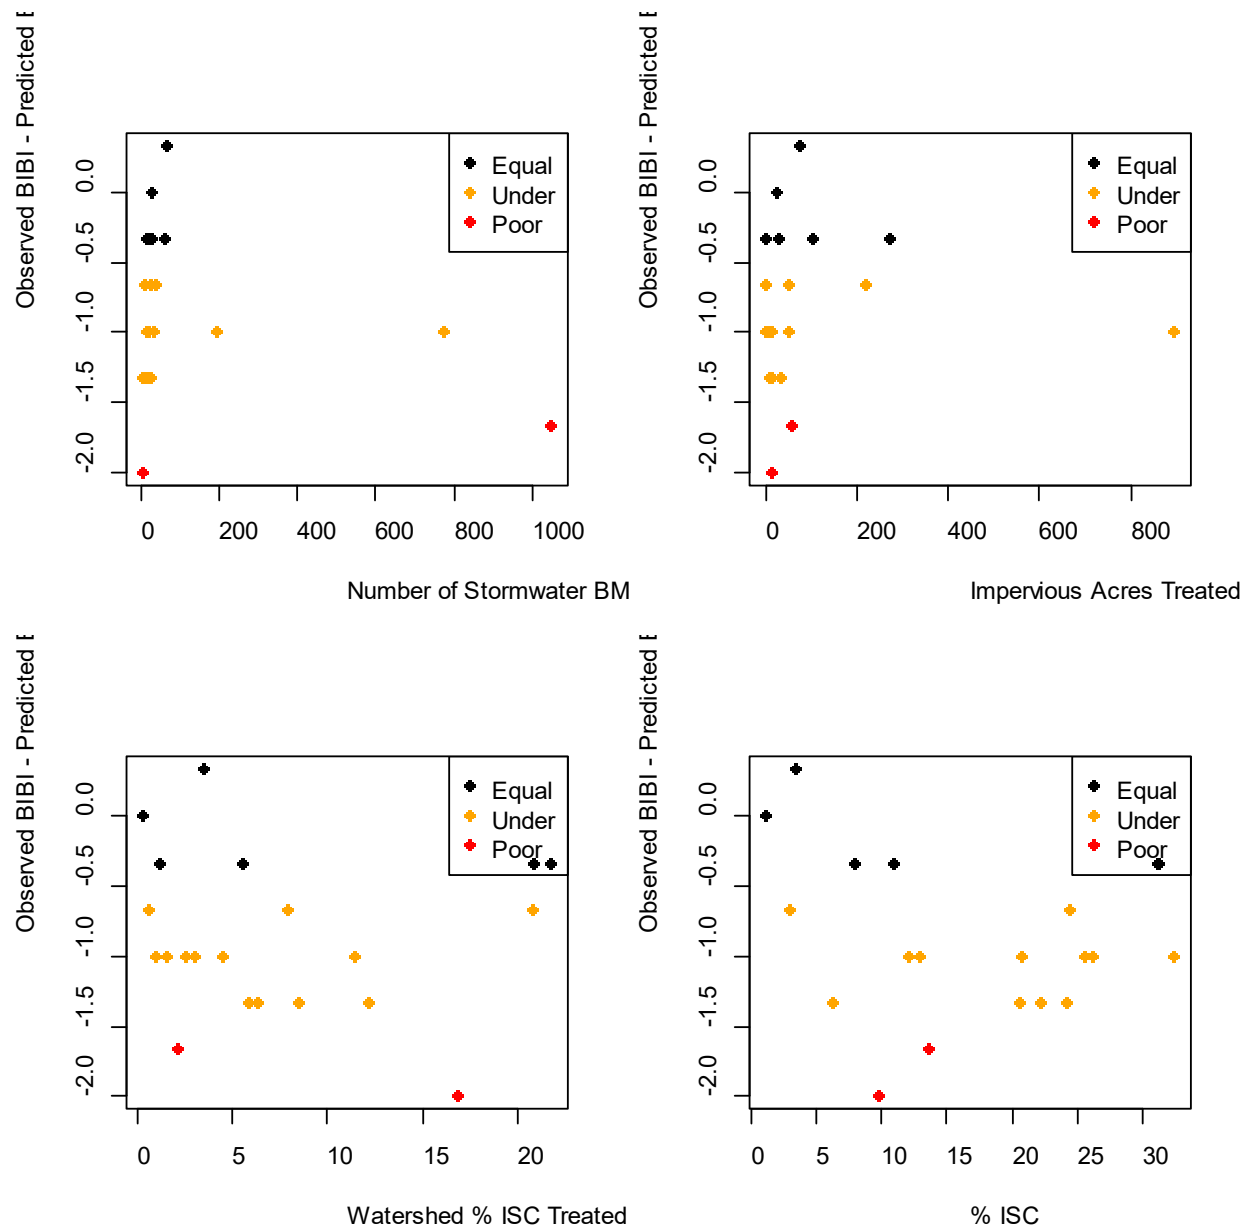 Observed BIBI - Predicted
0.0
-0.5
-1.0
-1.5
-2.0
Equal
Under
Poor
0 200 400 600 800 1000
Number of Stormwater BM
Observed BIBI - Predicted
0.0
-0.5
-1.0
-1.5
-2.0
Equal
Under
Poor
0 200 400 600 800
Impervious Acres Treated
Observed BIBI - Predicted
0.0
-0.5
-1.0
-1.5
-2.0
Equal
Under
Poor
0 5 10 15 20
Watershed % ISC Treated
Observed BIBI - Predicted
0.0
-0.5
-1.0
-1.5
-2.0
Equal
Under
Poor
0 5 10 15 20 25 30
% ISC